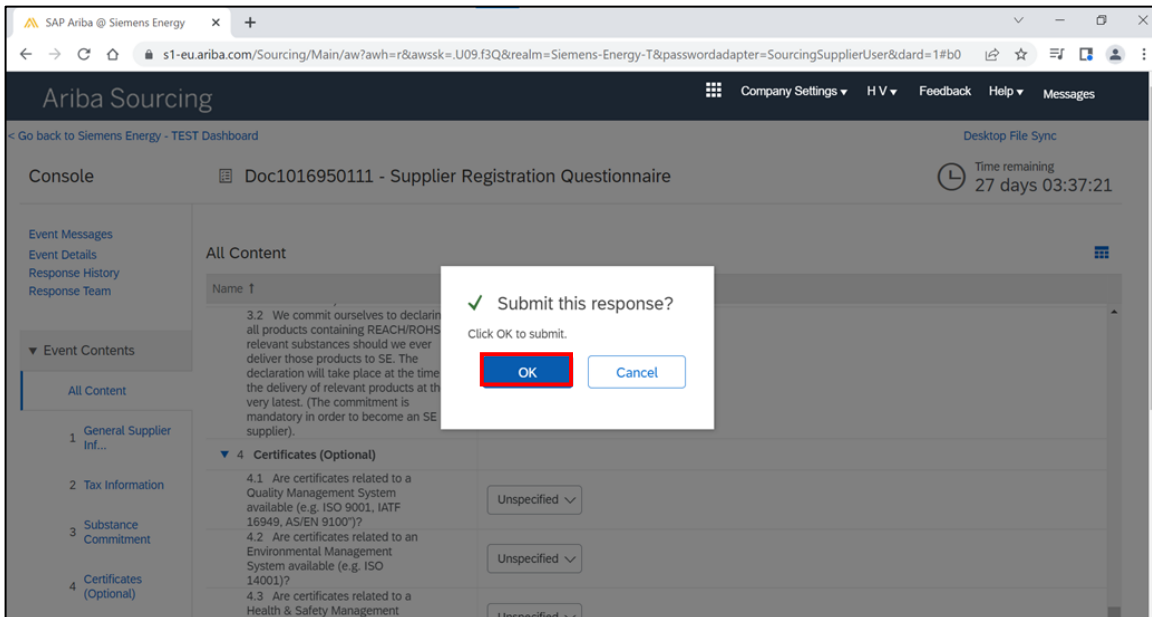 SAP Ariba @ Siemens Energy
s1-eu.ariba.com/Sourcing/Main/aw?awh=r&awssk=.U09.f3Q&realm=Siemens-Energy-T&passwordadapter=SourcingSupplierUser&dard=1#b0
Ariba Sourcing
Company Settings
H V
Feedback
Help
Messages
< Go back to Siemens Energy - TEST Dashboard
Desktop File Sync
Console
Doc1016950111 - Supplier Registration Questionnaire
Time remaining
27 days 03:37:21
Event Messages
Event Details
Response History
Response Team
Event Contents
All Content
1 General Supplier
Inf...
2 Tax Information
3 Substance
Commitment
4 Certificates
(Optional)
All Content
Name ↑
3.2 We commit ourselves to declarin
all products containing REACH/ROHS
relevant substances should we ever
deliver those products to SE. The
declaration will take place at the time
the delivery of relevant products at th
very latest. (The commitment is
mandatory in order to become an SE
supplier).
4 Certificates (Optional)
4.1 Are certificates related to a
Quality Management System
available (e.g. ISO 9001, IATF
16949, AS/EN 9100")?
Unspecified
4.2 Are certificates related to an
Environmental Management
System available (e.g. ISO
14001)?
Unspecified
4.3 Are certificates related to a
Health & Safety Management
Unspecified
Submit this response?
Click OK to submit.
OK
Cancel